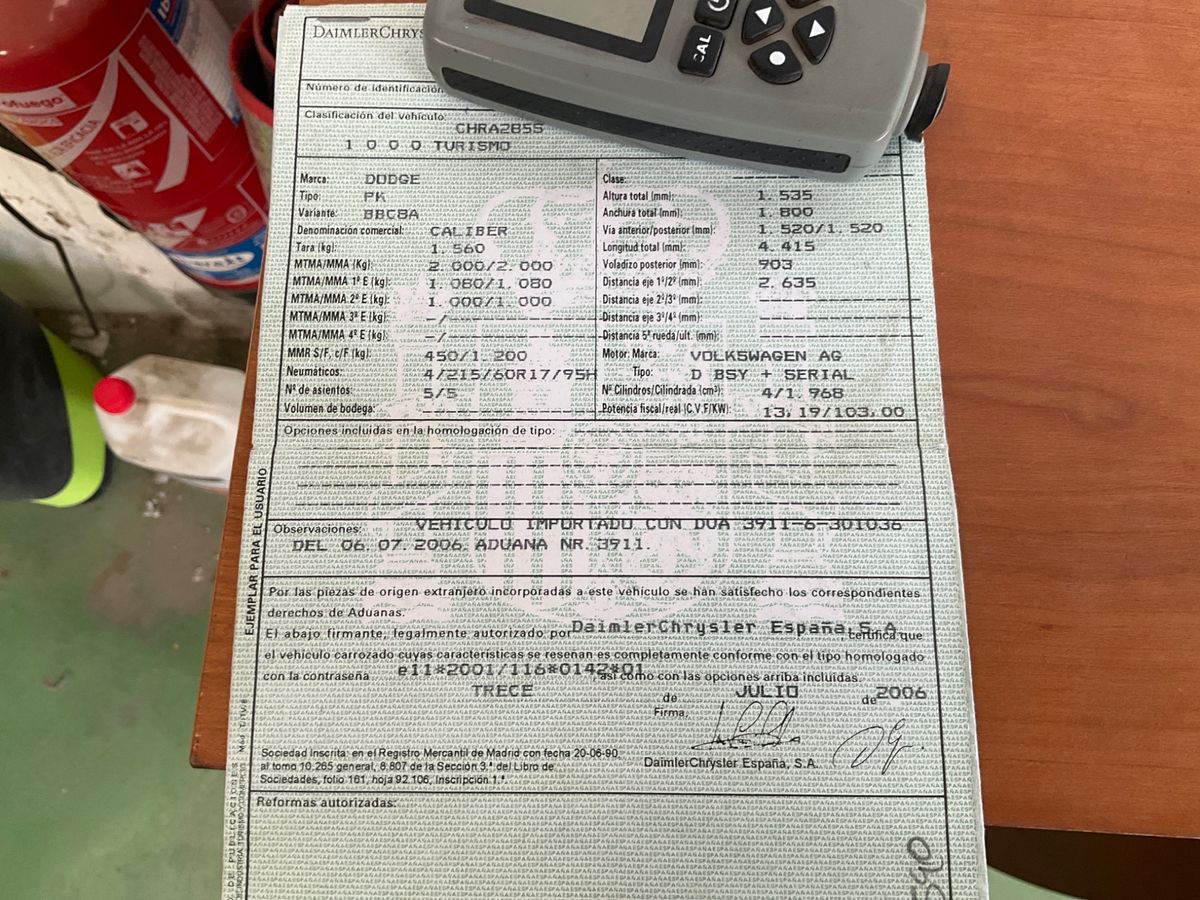 DAIMLERCHRYS
Número de identificación
Clasificación del vehículo:
CHRA2855
1 0 0 0 TURISMO
CAL
Marca: DODGE
Tipo: PK
Variante: BBC8A
Denominación comercial: CALIBER
Tara (kg): 1.560
MTMA/MMA (Kg): 2.000/2.000
MTMA/MMA 1º E (kg): 1.080/1.080
MTMA/MMA 2º E (kg): 1.000/1.000
MTMA/MMA 3º E (kg): -/-
MTMA/MMA 4º E (kg): -/-
MMR S/F, c/F (kg): 450/1.200
Neumaticos: 4/215/60R17/95H
Nº de asientos: 5/5
Volumen de bodega:
Clase:
Altura total (mm): 1.535
Anchura total (mm): 1.800
Via anterior/posterior (mm): 1.520/1.520
Longitud total (mm): 4.415
Voladizo posterior (mm): 903
Distancia eje 1º/2º (mm): 2.635
Distancia eje 2º/3º (mm):
Distancia eje 3º/4º (mm):
Distancia 5ª rueda/ult. (mm):
Motor: Marca: VOLKSWAGEN AG
Tipo: D BSY + SERIAL
Nº Cilindros/Cilindrada (cm³): 4/1.968
Potencia fiscal/real (C.V.F/KW): 13,19/103,00
Opciones incluidas en la homologación de tipo:
Observaciones: VEHICULO IMPORTADO CON DUA 3911-6-301036
DEL 06.07.2006 ADUANA NR. 3911.
Por las piezas de origen extranjero incorporadas a este vehículo se han satisfecho los correspondientes
derechos de Aduanas.
El abajo firmante, legalmente autorizado por DaimlerChrysler España,S.A. certifica que
el vehículo carrozado cuyas características se reseñan es completamente conforme con el tipo homologado
con la contraseña e11*2001/116*0142*01, así como con las opciones arriba incluidas.
TRECE de JULIO de 2006
Firma,
DaimlerChrysler España, S.A.
Sociedad Inscrita: en el Registro Mercantil de Madrid con fecha 20-06-90,
al tomo 10.265 general, 8.807 de la Sección 3.ª del Libro de
Sociedades, folio 161, hoja 92.106, Inscripción 1.ª.
Reformas autorizadas:
EJEMPLAR PARA EL USUARIO